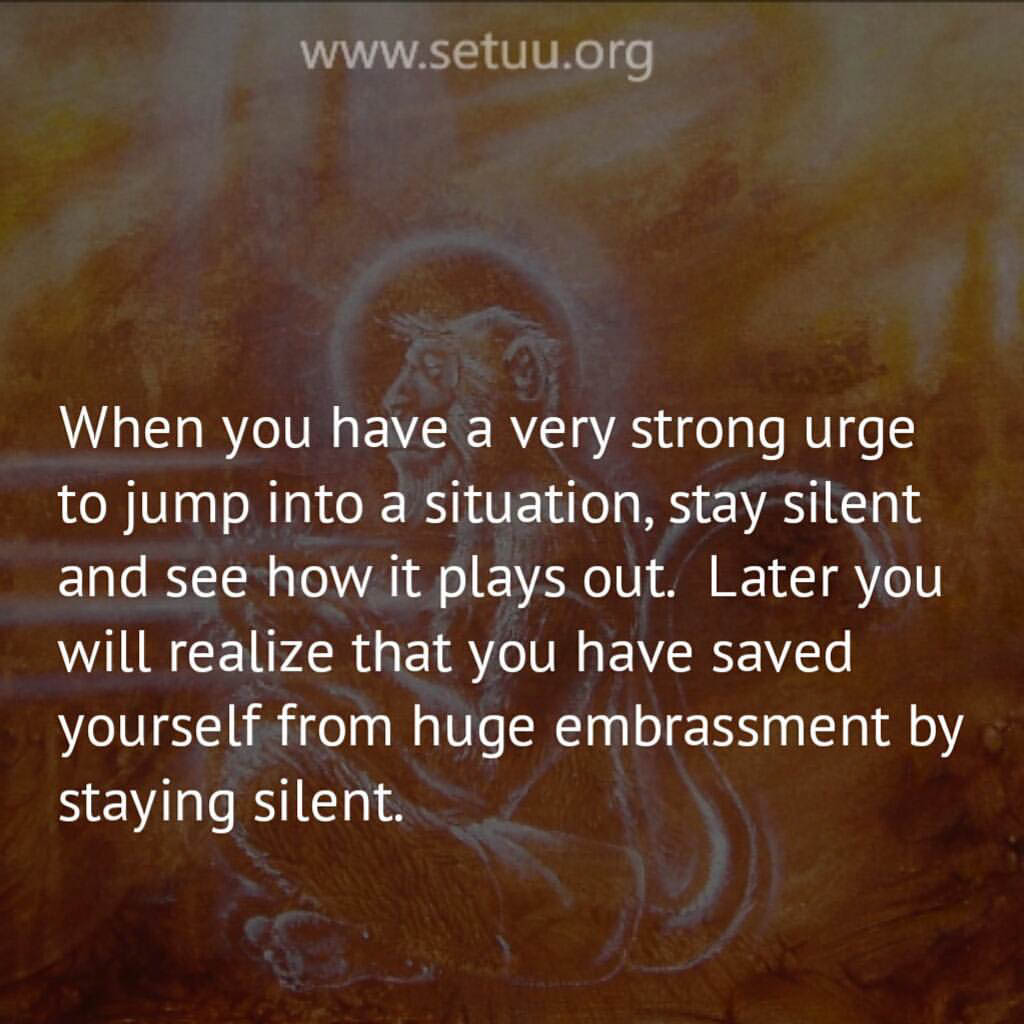 www.setuu.org
When you have a very strong urge
to jump into a situation, stay silent
and see how it plays out.  Later you
will realize that you have saved
yourself from huge embrassment by
staying silent.